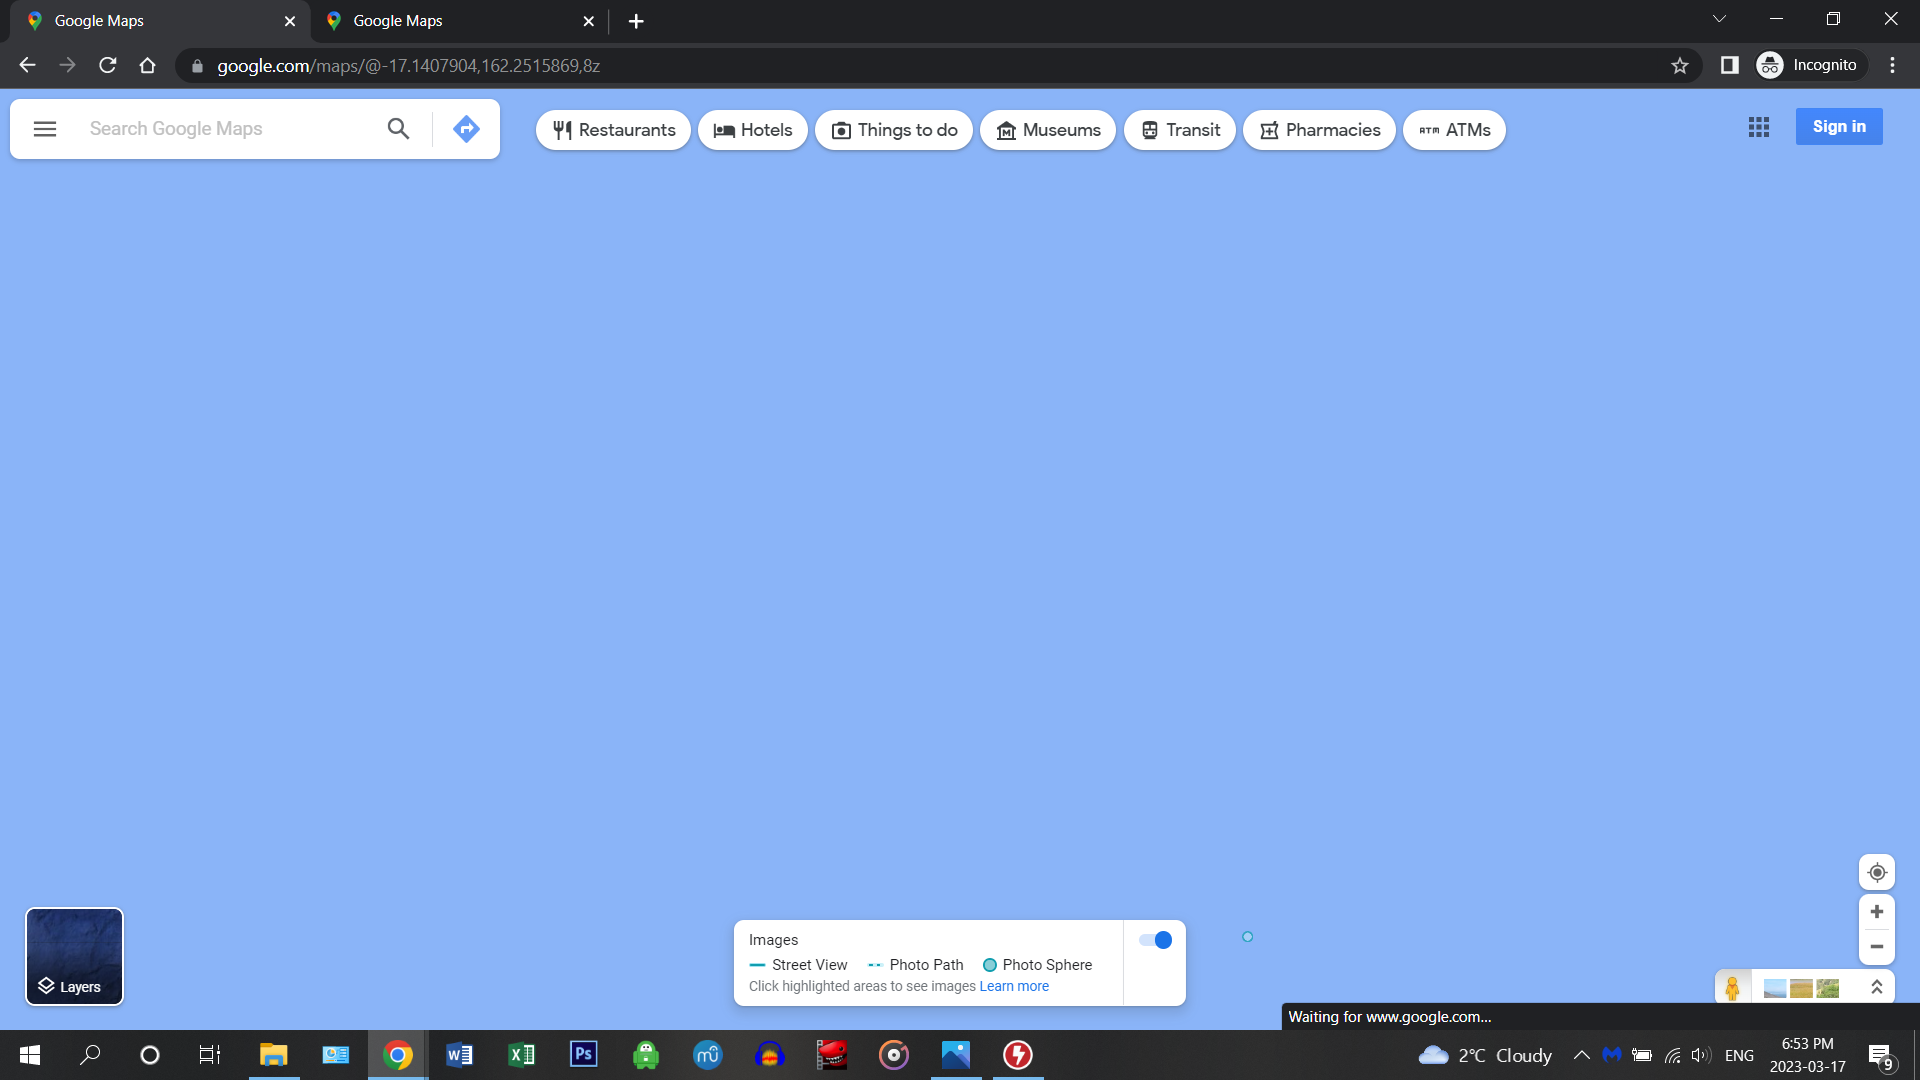 Google Maps
Google Maps
google.com/maps/@-17.1407904,162.2515869,8z
Incognito
Search Google Maps
Restaurants
Hotels
Things to do
Museums
Transit
Pharmacies
ATM ATMs
Sign in
Layers
Images
Street View
Photo Path
Photo Sphere
Click highlighted areas to see images Learn more
Waiting for www.google.com...
W
X
Ps
2°C Cloudy
ENG
6:53 PM
2023-03-17
9